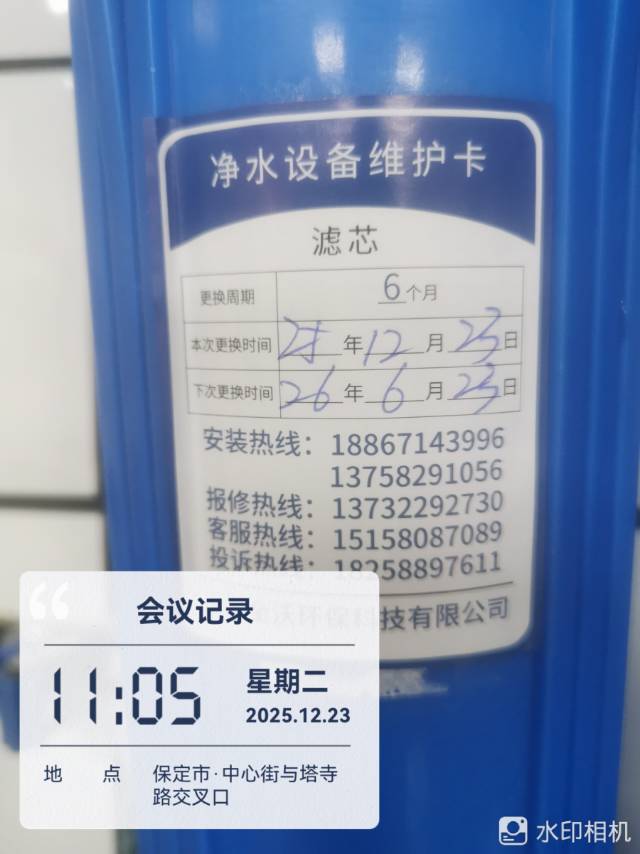 净水设备维护卡
滤芯
更换周期 6个月
本次更换时间 25年12月23日
下次更换时间 26年6月23日
安装热线：18867143996
13758291056
报修热线：13732292730
客服热线：15158087089
投诉热线：18258897611
沃环保科技有限公司
会议记录
11:05
星期二
2025.12.23
地 点 保定市·中心街与塔寺
路交叉口
水印相机